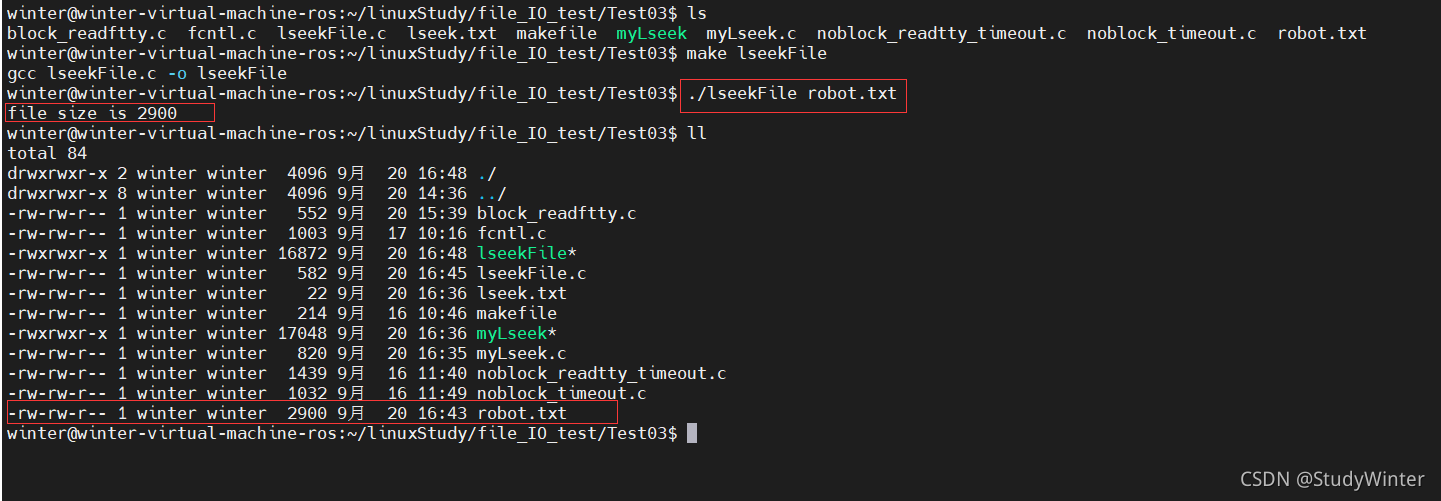 winter@winter-virtual-machine-ros:~/linuxStudy/file_IO_test/Test03$ ls
block_readftty.c  fcntl.c  lseekFile.c  lseek.txt  makefile  myLseek  myLseek.c  noblock_readtty_timeout.c  noblock_timeout.c  robot.txt
winter@winter-virtual-machine-ros:~/linuxStudy/file_IO_test/Test03$ make lseekFile
gcc lseekFile.c -o lseekFile
winter@winter-virtual-machine-ros:~/linuxStudy/file_IO_test/Test03$ ./lseekFile robot.txt
file size is 2900
winter@winter-virtual-machine-ros:~/linuxStudy/file_IO_test/Test03$ ll
total 84
drwxrwxr-x 2 winter winter  4096 9月  20 16:48 ./
drwxrwxr-x 8 winter winter  4096 9月  20 14:36 ../
-rw-rw-r-- 1 winter winter   552 9月  20 15:39 block_readftty.c
-rw-rw-r-- 1 winter winter  1003 9月  17 10:16 fcntl.c
-rwxrwxr-x 1 winter winter 16872 9月  20 16:48 lseekFile*
-rw-rw-r-- 1 winter winter   582 9月  20 16:45 lseekFile.c
-rw-rw-r-- 1 winter winter    22 9月  20 16:36 lseek.txt
-rw-rw-r-- 1 winter winter   214 9月  16 10:46 makefile
-rwxrwxr-x 1 winter winter 17048 9月  20 16:36 myLseek*
-rw-rw-r-- 1 winter winter   820 9月  20 16:35 myLseek.c
-rw-rw-r-- 1 winter winter  1439 9月  16 11:40 noblock_readtty_timeout.c
-rw-rw-r-- 1 winter winter  1032 9月  16 11:49 noblock_timeout.c
-rw-rw-r-- 1 winter winter  2900 9月  20 16:43 robot.txt
winter@winter-virtual-machine-ros:~/linuxStudy/file_IO_test/Test03$
CSDN @StudyWinter